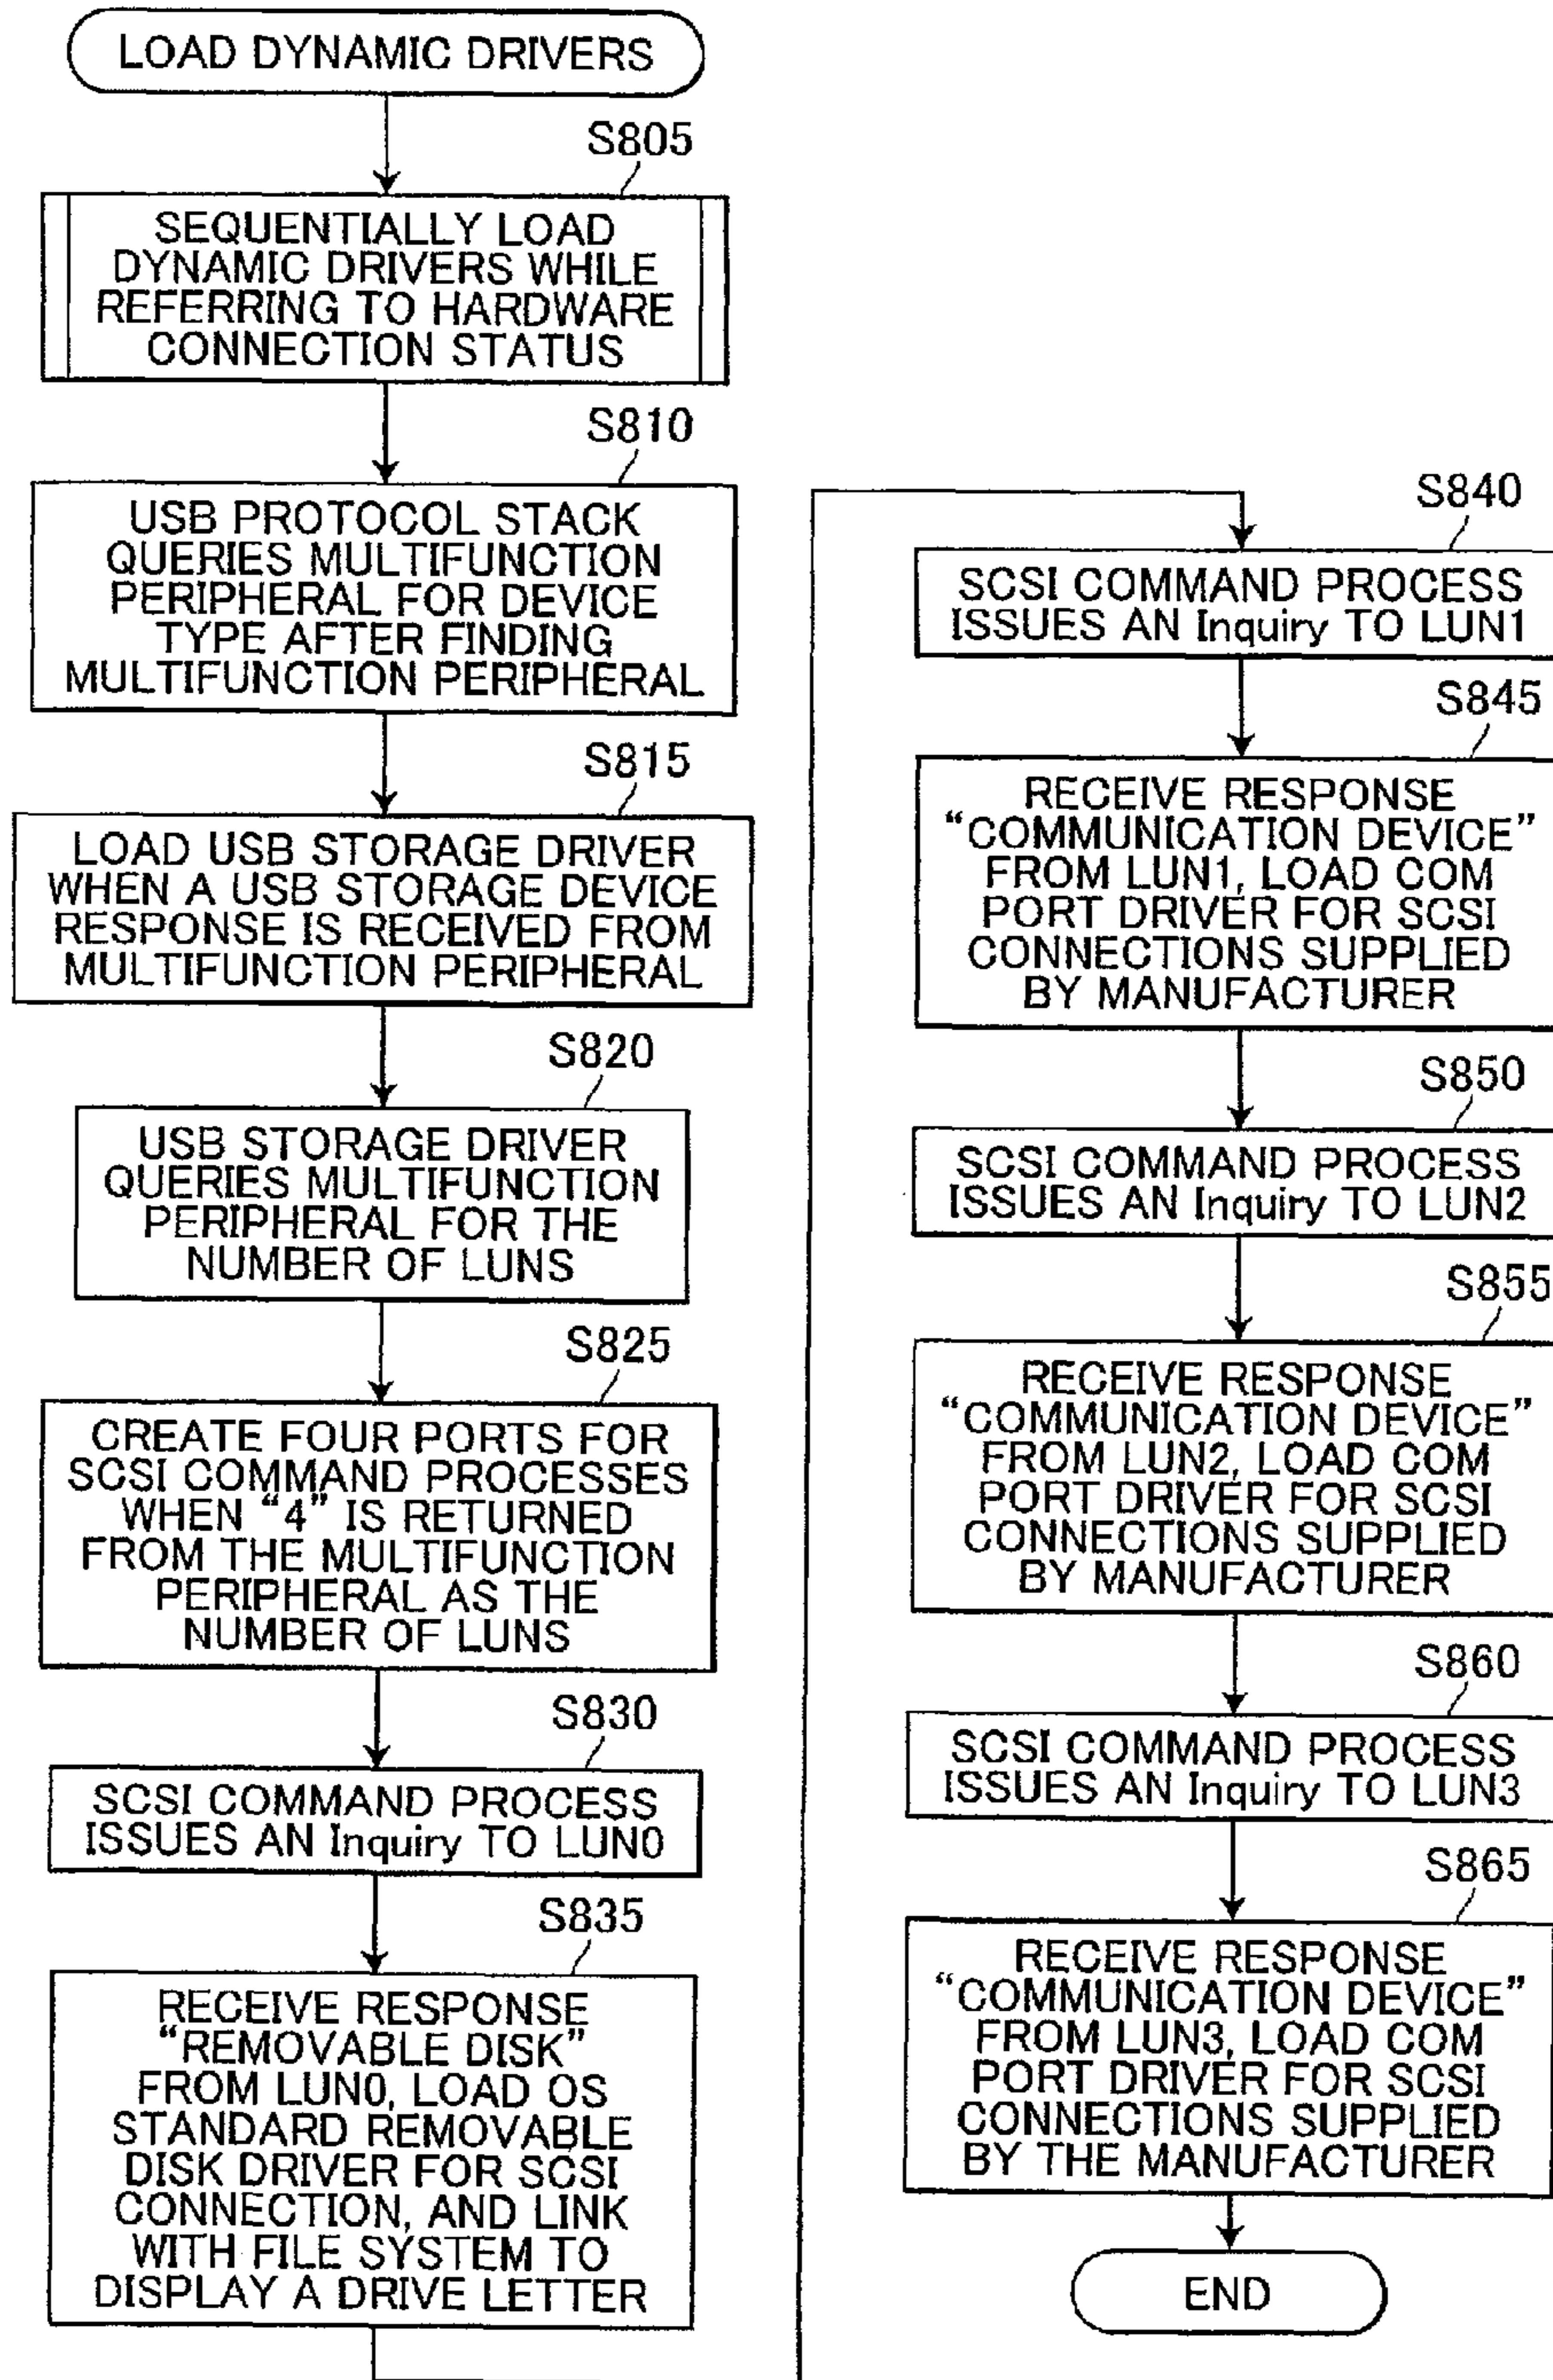 LOAD DYNAMIC DRIVERS
S805
SEQUENTIALLY LOAD
DYNAMIC DRIVERS WHILE
REFERRING TO HARDWARE
CONNECTION STATUS
S810
USB PROTOCOL STACK
QUERIES MULTIFUNCTION
PERIPHERAL FOR DEVICE
TYPE AFTER FINDING
MULTIFUNCTION PERIPHERAL
S815
LOAD USB STORAGE DRIVER
WHEN A USB STORAGE DEVICE
RESPONSE IS RECEIVED FROM
MULTIFUNCTION PERIPHERAL
S820
USB STORAGE DRIVER
QUERIES MULTIFUNCTION
PERIPHERAL FOR THE
NUMBER OF LUNS
S825
CREATE FOUR PORTS FOR
SCSI COMMAND PROCESSES
WHEN “4” IS RETURNED
FROM THE MULTIFUNCTION
PERIPHERAL AS THE
NUMBER OF LUNS
S830
SCSI COMMAND PROCESS
ISSUES AN Inquiry TO LUN0
S835
RECEIVE RESPONSE
“REMOVABLE DISK”
FROM LUN0, LOAD OS
STANDARD REMOVABLE
DISK DRIVER FOR SCSI
CONNECTION, AND LINK
WITH FILE SYSTEM TO
DISPLAY A DRIVE LETTER
S840
SCSI COMMAND PROCESS
ISSUES AN Inquiry TO LUN1
S845
RECEIVE RESPONSE
“COMMUNICATION DEVICE”
FROM LUN1, LOAD COM
PORT DRIVER FOR SCSI
CONNECTIONS SUPPLIED
BY MANUFACTURER
S850
SCSI COMMAND PROCESS
ISSUES AN Inquiry TO LUN2
S855
RECEIVE RESPONSE
“COMMUNICATION DEVICE”
FROM LUN2, LOAD COM
PORT DRIVER FOR SCSI
CONNECTIONS SUPPLIED
BY MANUFACTURER
S860
SCSI COMMAND PROCESS
ISSUES AN Inquiry TO LUN3
S865
RECEIVE RESPONSE
“COMMUNICATION DEVICE”
FROM LUN3, LOAD COM
PORT DRIVER FOR SCSI
CONNECTIONS SUPPLIED
BY THE MANUFACTURER
END